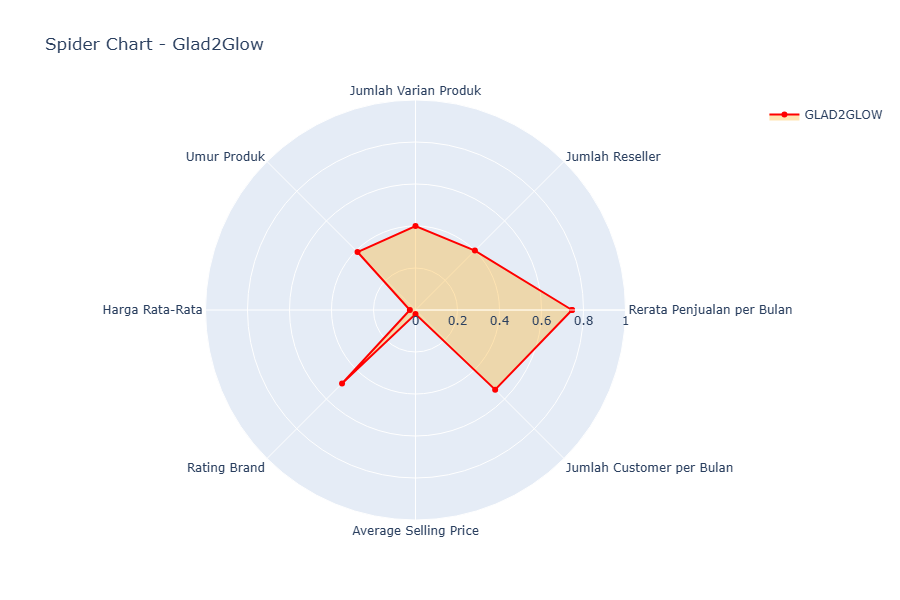 Spider Chart - Glad2Glow
Jumlah Varian Produk
GLAD2GLOW
Umur Produk
Jumlah Reseller
Harga Rata-Rata
Rerata Penjualan per Bulan
0 0.2 0.4 0.6 0.8 1
Rating Brand
Jumlah Customer per Bulan
Average Selling Price